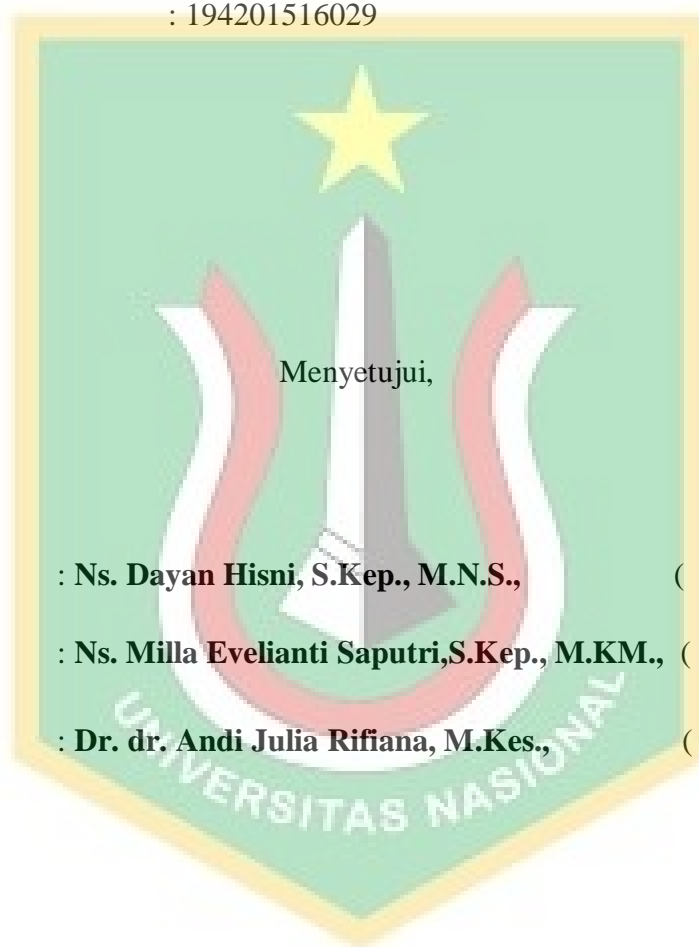 : 194201516029
Menyetujui,
: Ns. Dayan Hisni, S.Kep., M.N.S., (
: Ns. Milla Evelianti Saputri,S.Kep., M.KM., (
: Dr. dr. Andi Julia Rifiana, M.Kes., (
UNIVERSITAS NASIONAL